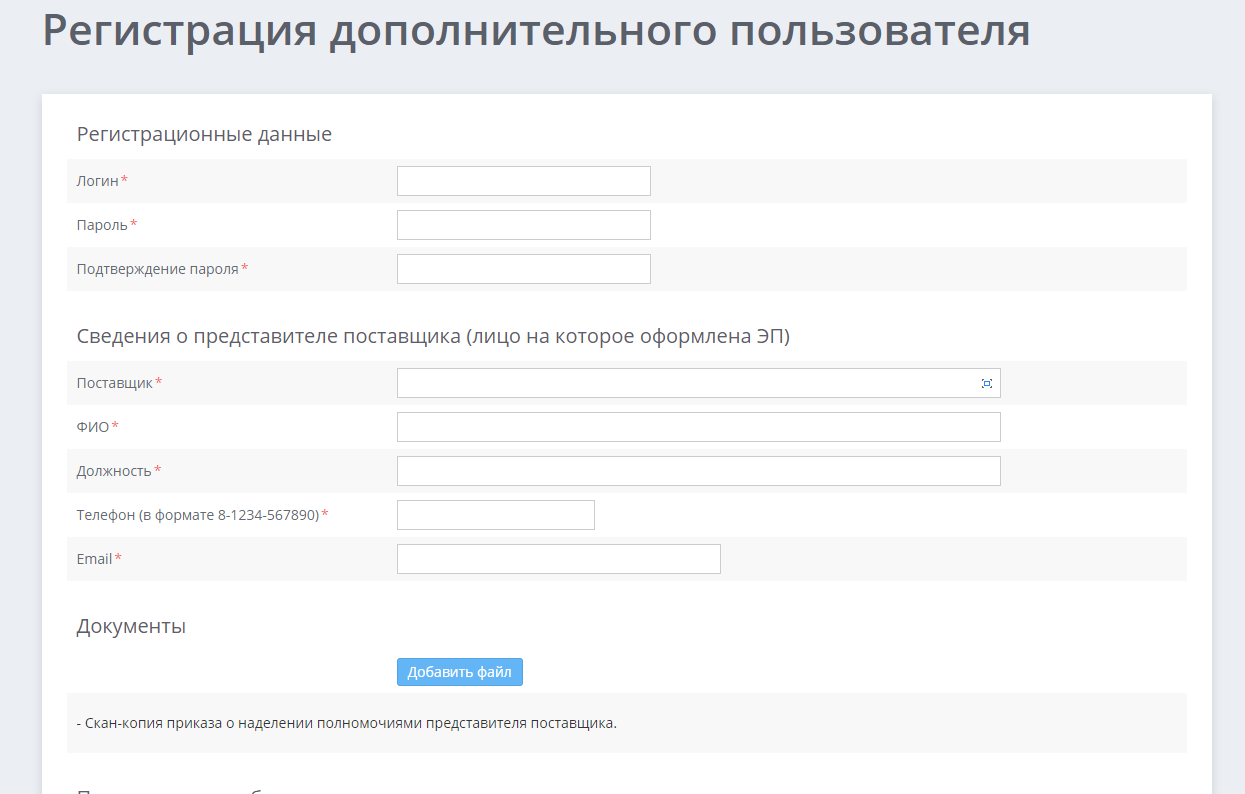 Регистрация дополнительного пользователя
Регистрационные данные
Логин*
Пароль*
Подтверждение пароля*
Сведения о представителе поставщика (лицо на которое оформлена ЭП)
Поставщик*
ФИО*
Должность*
Телефон (в формате 8-1234-567890)*
Email*
Документы
Добавить файл
- Скан-копия приказа о наделении полномочиями представителя поставщика.